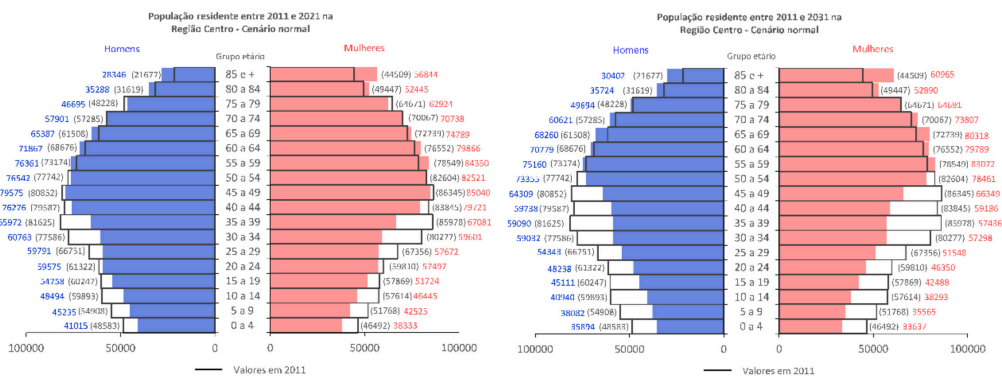 População residente entre 2011 e 2021 na
Região Centro - Cenário normal
Homens
Mulheres
Grupo etário
28346 (21677) 85 e + (44509) 56844
35288 (31619) 80 a 84 (49447) 52445
46695 (48228) 75 a 79 (64671) 62924
57901 (57285) 70 a 74 (70067) 70738
65387 (61508) 65 a 69 (72739) 74789
71867 (68676) 60 a 64 (76552) 79866
76361 (73174) 55 a 59 (78549) 84350
76542 (77742) 50 a 54 (82604) 82521
79575 (80852) 45 a 49 (86345) 85040
76276 (79587) 40 a 44 (83845) 79721
65972 (81625) 35 a 39 (85978) 67081
60763 (77586) 30 a 34 (80277) 59601
59791 (66751) 25 a 29 (67356) 57672
59575 (61322) 20 a 24 (59810) 57497
54758 (60247) 15 a 19 (57869) 51724
48494 (59893) 10 a 14 (57614) 46445
45235 (54908) 5 a 9 (51768) 42525
41015 (48583) 0 a 4 (46492) 38333
100000 50000 0 0 50000 100000
Valores em 2011
População residente entre 2011 e 2031 na
Região Centro - Cenário normal
Homens
Mulheres
Grupo etário
30402 (21677) 85 e + (44509) 60965
35724 (31619) 80 a 84 (49447) 52890
49694 (48228) 75 a 79 (64671) 64691
60621 (57285) 70 a 74 (70067) 73807
68260 (61508) 65 a 69 (72739) 80318
70779 (68676) 60 a 64 (76552) 79789
75160 (73174) 55 a 59 (78549) 83072
73355 (77742) 50 a 54 (82604) 78461
64309 (80852) 45 a 49 (86345) 66349
59738 (79587) 40 a 44 (83845) 59186
59090 (81625) 35 a 39 (85978) 57436
59032 (77586) 30 a 34 (80277) 57298
54343 (66751) 25 a 29 (67356) 51548
48238 (61322) 20 a 24 (59810) 46350
45111 (60247) 15 a 19 (57869) 42488
40940 (59893) 10 a 14 (57614) 38293
38082 (54908) 5 a 9 (51768) 35565
35894 (48583) 0 a 4 (46492) 33637
100000 50000 0 0 50000 100000
Valores em 2011